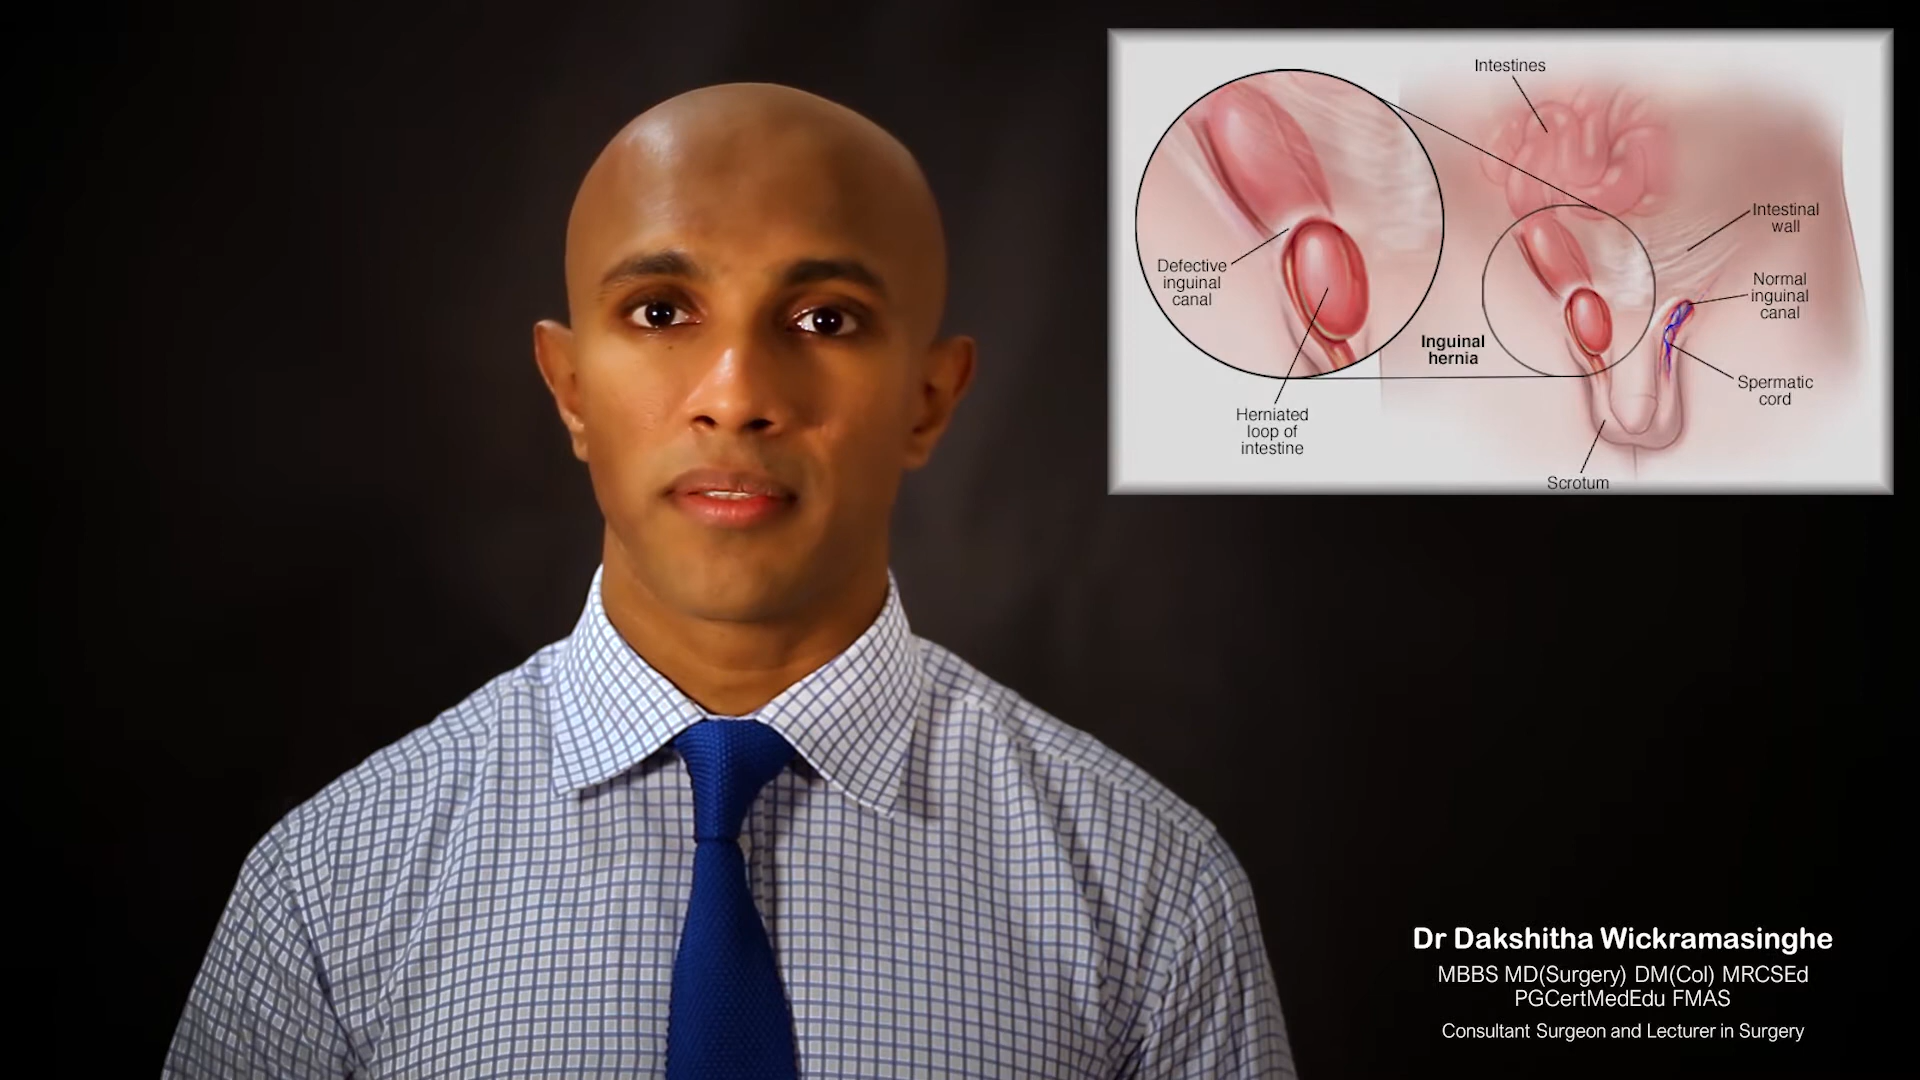 Intestines
Intestinal
wall
Defective
inguinal
canal
Normal
inguinal
canal
Inguinal
hernia
Spermatic
cord
Herniated
loop of
intestine
Scrotum
Dr Dakshitha Wickramasinghe
MBBS MD(Surgery) DM(Col) MRCSEd
PGCertMedEdu FMAS
Consultant Surgeon and Lecturer in Surgery